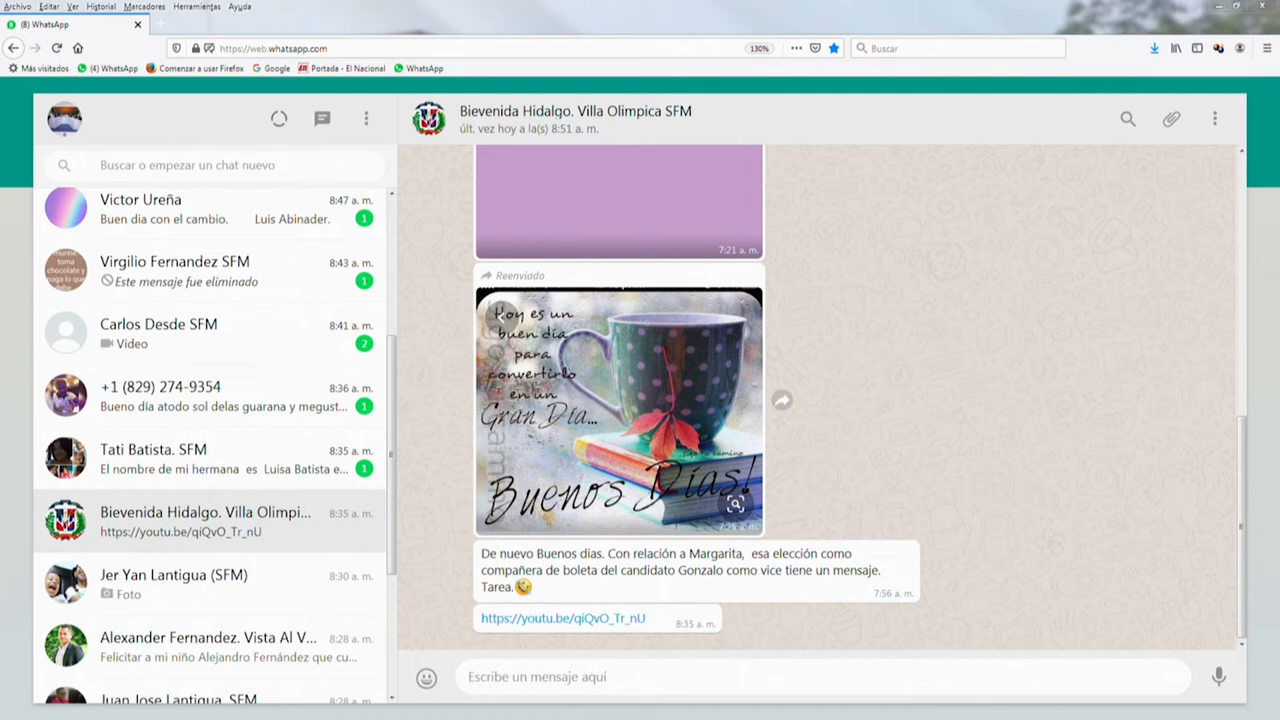 Archivo Editar Ver Historial Marcadores Herramientas Ayuda
(8) WhatsApp
https://web.whatsapp.com
130%
Buscar
Más visitados
(4) WhatsApp
Comenzar a usar Firefox
Google
Portada - El Nacional
WhatsApp
Buscar o empezar un chat nuevo
Victor Ureña 8:47 a. m.
Buen dia con el cambio. Luis Abinader. 1
Virgilio Fernandez SFM 8:43 a. m.
Este mensaje fue eliminado 1
Carlos Desde SFM 8:41 a. m.
Video 2
+1 (829) 274-9354 8:36 a. m.
Bueno día atodo sol delas guarana y megust... 1
Tati Batista. SFM 8:35 a. m.
El nombre de mi hermana es Luisa Batista e... 1
Bievenida Hidalgo. Villa Olimpi... 8:35 a. m.
https://youtu.be/qiQvO_Tr_nU
Jer Yan Lantigua (SFM) 8:30 a. m.
Foto
Alexander Fernandez. Vista Al V... 8:28 a. m.
Felicitar a mi niño Alejandro Fernández que cu...
Juan Jose Lantigua. SFM 8:28 a. m.
Bievenida Hidalgo. Villa Olimpica SFM
últ. vez hoy a la(s) 8:51 a. m.
7:21 a. m.
Reenviado
Hoy es un
buen dia
para
convertirlo
en un
Gran Dia...
Buenos Días!
7:26 a. m.
De nuevo Buenos dias. Con relación a Margarita, esa elección como
compañera de boleta del candidato Gonzalo como vice tiene un mensaje.
Tarea.
7:56 a. m.
https://youtu.be/qiQvO_Tr_nU
8:35 a. m.
Escribe un mensaje aquí